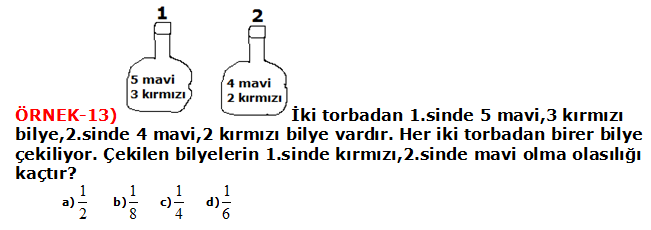 1 2
5 mavi
3 kırmızı
4 mavi
2 kırmızı
ÖRNEK-13) İki torbadan 1.sinde 5 mavi,3 kırmızı
bilye,2.sinde 4 mavi,2 kırmızı bilye vardır. Her iki torbadan birer bilye
çekiliyor. Çekilen bilyelerin 1.sinde kırmızı,2.sinde mavi olma olasılığı
kaçtır?
a) 1/2 b) 1/8 c) 1/4 d) 1/6